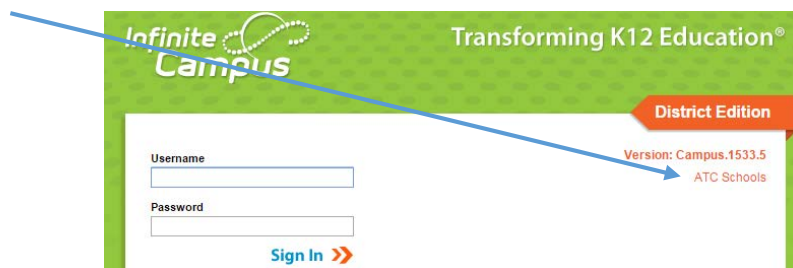 Infinite Campus
Transforming K12 Education®
District Edition
Version: Campus.1533.5
ATC Schools
Username
Password
Sign In